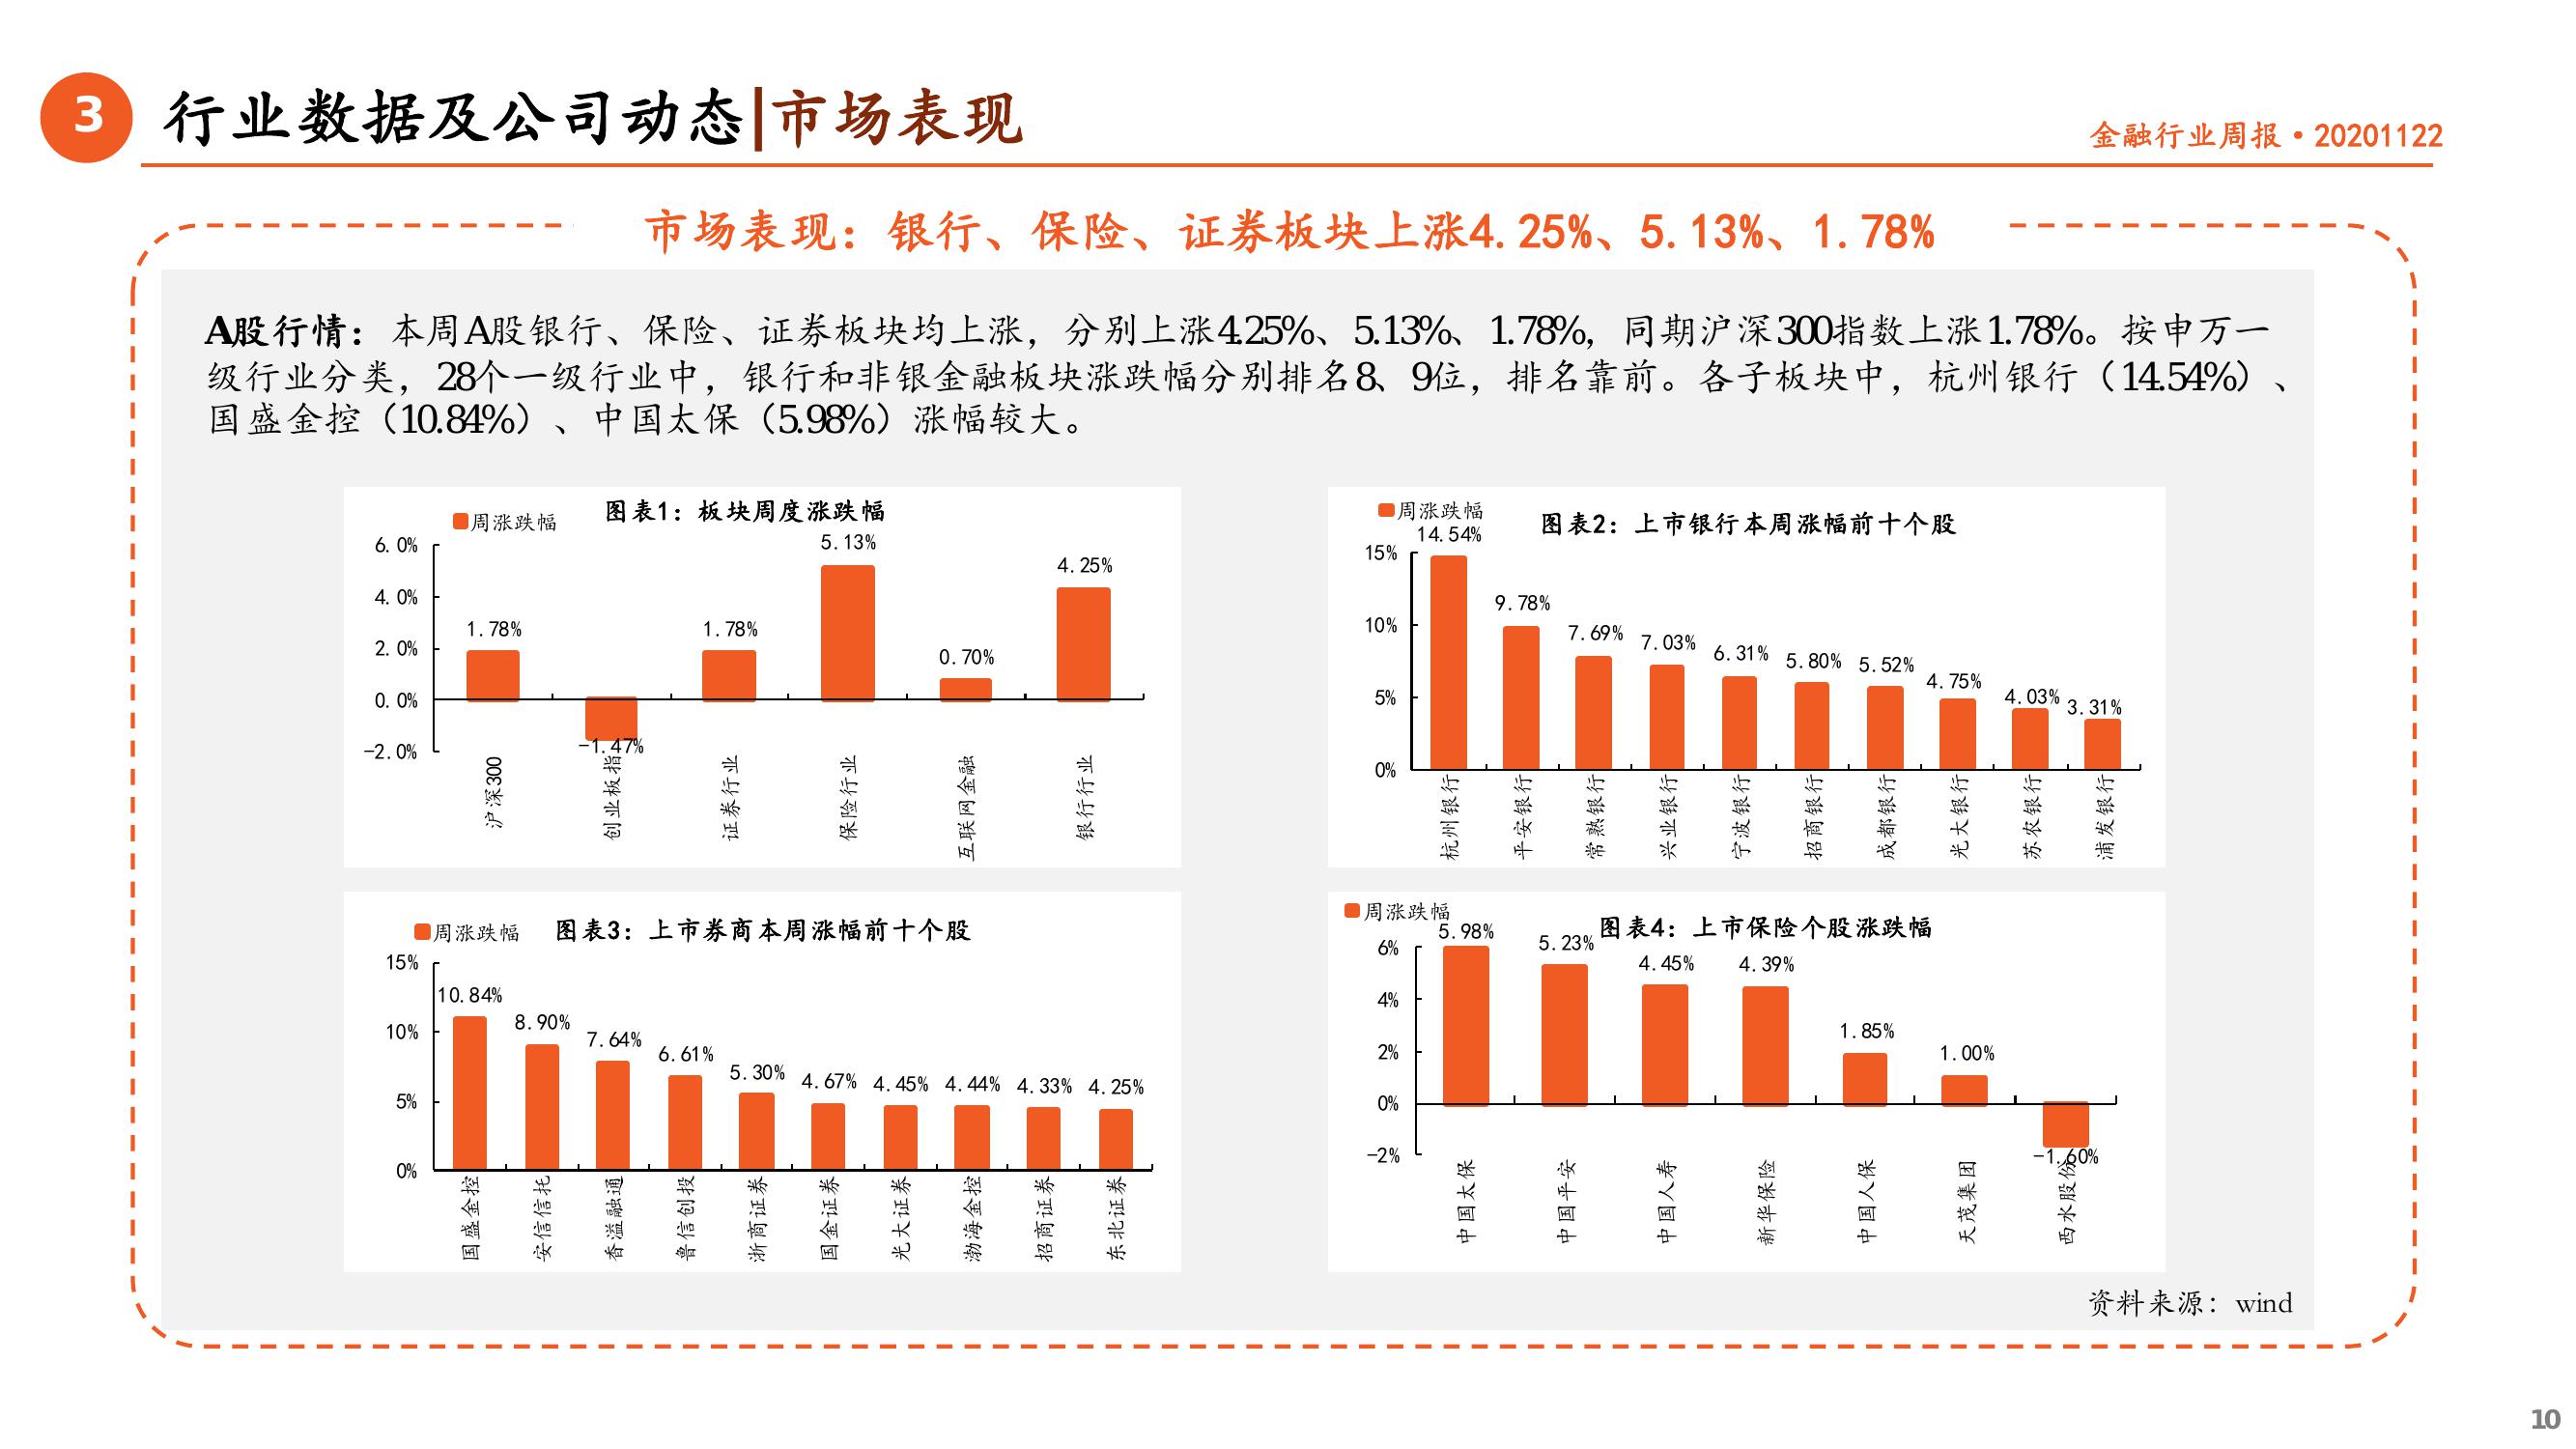 3
行业数据及公司动态|市场表现
金融行业周报·20201122
市场表现：银行、保险、证券板块上涨4.25%、5.13%、1.78%
A股行情：本周A股银行、保险、证券板块均上涨，分别上涨4.25%、5.13%、1.78%，同期沪深300指数上涨1.78%。按申万一
级行业分类，28个一级行业中，银行和非银金融板块涨跌幅分别排名8、9位，排名靠前。各子板块中，杭州银行（14.54%）、
国盛金控（10.84%）、中国太保（5.98%）涨幅较大。
图表1：板块周度涨跌幅
周涨跌幅
6.0%
4.0%
2.0%
0.0%
-2.0%
1.78%
-1.47%
1.78%
5.13%
0.70%
4.25%
沪深300
创业板指
证券行业
保险行业
互联网金融
银行行业
周涨跌幅
图表2：上市银行本周涨幅前十个股
15%
10%
5%
0%
14.54%
9.78%
7.69%
7.03%
6.31%
5.80%
5.52%
4.75%
4.03%
3.31%
杭州银行
平安银行
常熟银行
兴业银行
宁波银行
招商银行
成都银行
光大银行
苏农银行
浦发银行
周涨跌幅
图表3：上市券商本周涨幅前十个股
15%
10%
5%
0%
10.84%
8.90%
7.64%
6.61%
5.30%
4.67%
4.45%
4.44%
4.33%
4.25%
国盛金控
安信信托
香溢融通
鲁信创投
浙商证券
国金证券
光大证券
渤海金控
招商证券
东北证券
周涨跌幅
图表4：上市保险个股涨跌幅
6%
4%
2%
0%
-2%
5.98%
5.23%
4.45%
4.39%
1.85%
1.00%
-1.60%
中国太保
中国平安
中国人寿
新华保险
中国人保
天茂集团
西水股份
资料来源：wind
10